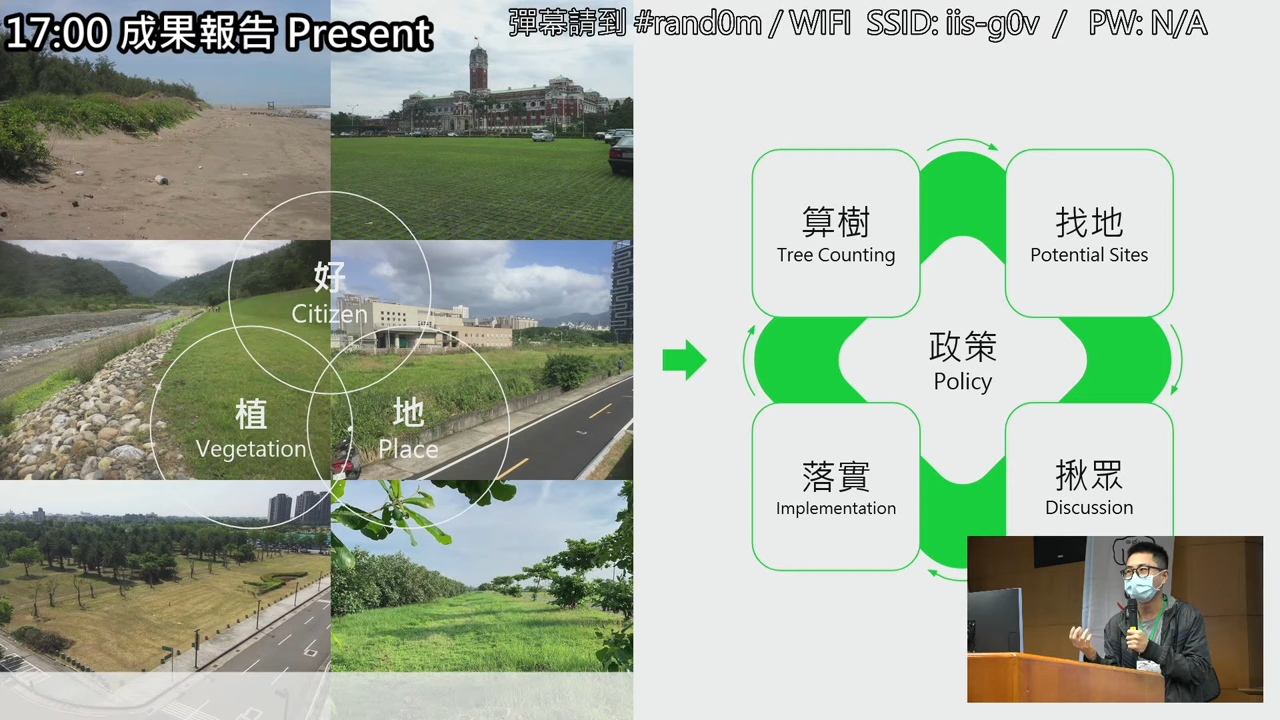 17:00 成果報告 Present
彈幕請到 #rand0m / WIFI SSID: iis-g0v / PW: N/A
好
Citizen
植
Vegetation
地
Place
算樹
Tree Counting
找地
Potential Sites
政策
Policy
落實
Implementation
揪眾
Discussion